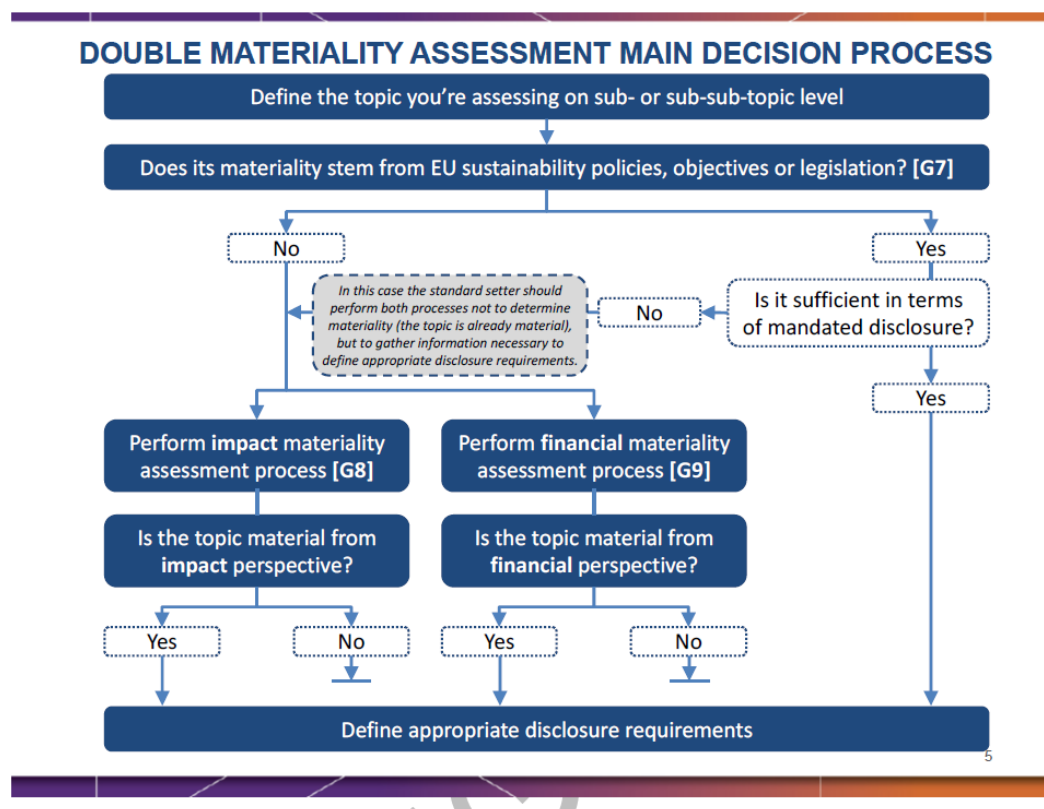 DOUBLE MATERIALITY ASSESSMENT MAIN DECISION PROCESS
Define the topic you’re assessing on sub- or sub-sub-topic level
Does its materiality stem from EU sustainability policies, objectives or legislation? [G7]
No
Yes
In this case the standard setter should
perform both processes not to determine
materiality (the topic is already material),
but to gather information necessary to
define appropriate disclosure requirements.
No
Is it sufficient in terms
of mandated disclosure?
Yes
Perform impact materiality
assessment process [G8]
Perform financial materiality
assessment process [G9]
Is the topic material from
impact perspective?
Is the topic material from
financial perspective?
Yes
No
Yes
No
Define appropriate disclosure requirements
5